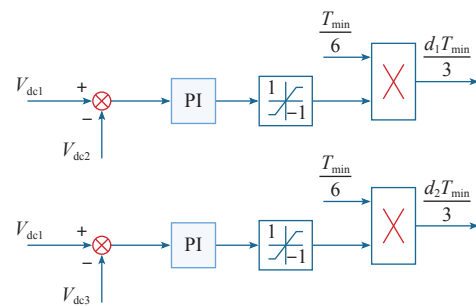 T_min/6
d_1T_min/3
V_dc1
+
−
PI
1
−1
V_dc2
T_min/6
d_2T_min/3
V_dc1
+
−
PI
1
−1
V_dc3